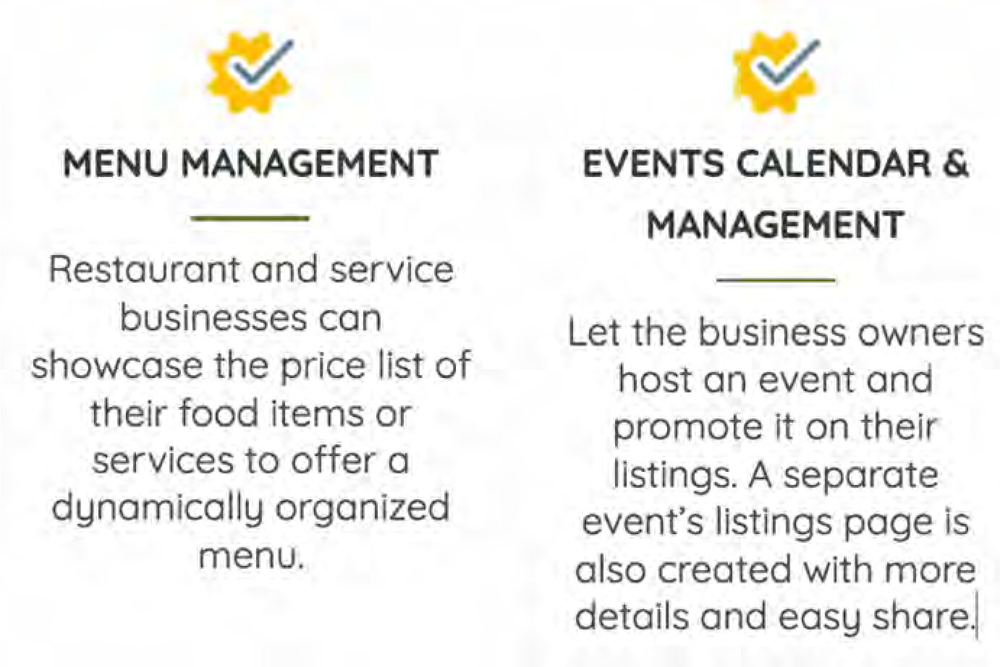 MENU MANAGEMENT
Restaurant and service
businesses can
showcase the price list of
their food items or
services to offer a
dynamically organized
menu.
EVENTS CALENDAR &
MANAGEMENT
Let the business owners
host an event and
promote it on their
listings. A separate
event’s listings page is
also created with more
details and easy share.